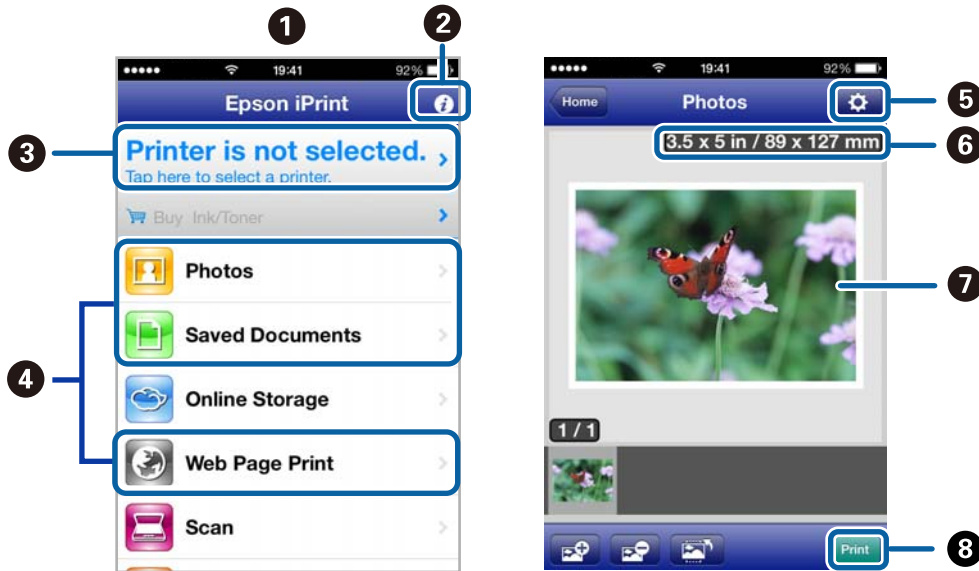 1
2
19:41
92%
Epson iPrint
i
3
Printer is not selected.
Tap here to select a printer.
Buy Ink/Toner
Photos
Saved Documents
4
Online Storage
Web Page Print
Scan
19:41
92%
Home
Photos
5
3.5 x 5 in / 89 x 127 mm
6
7
1 / 1
Print
8